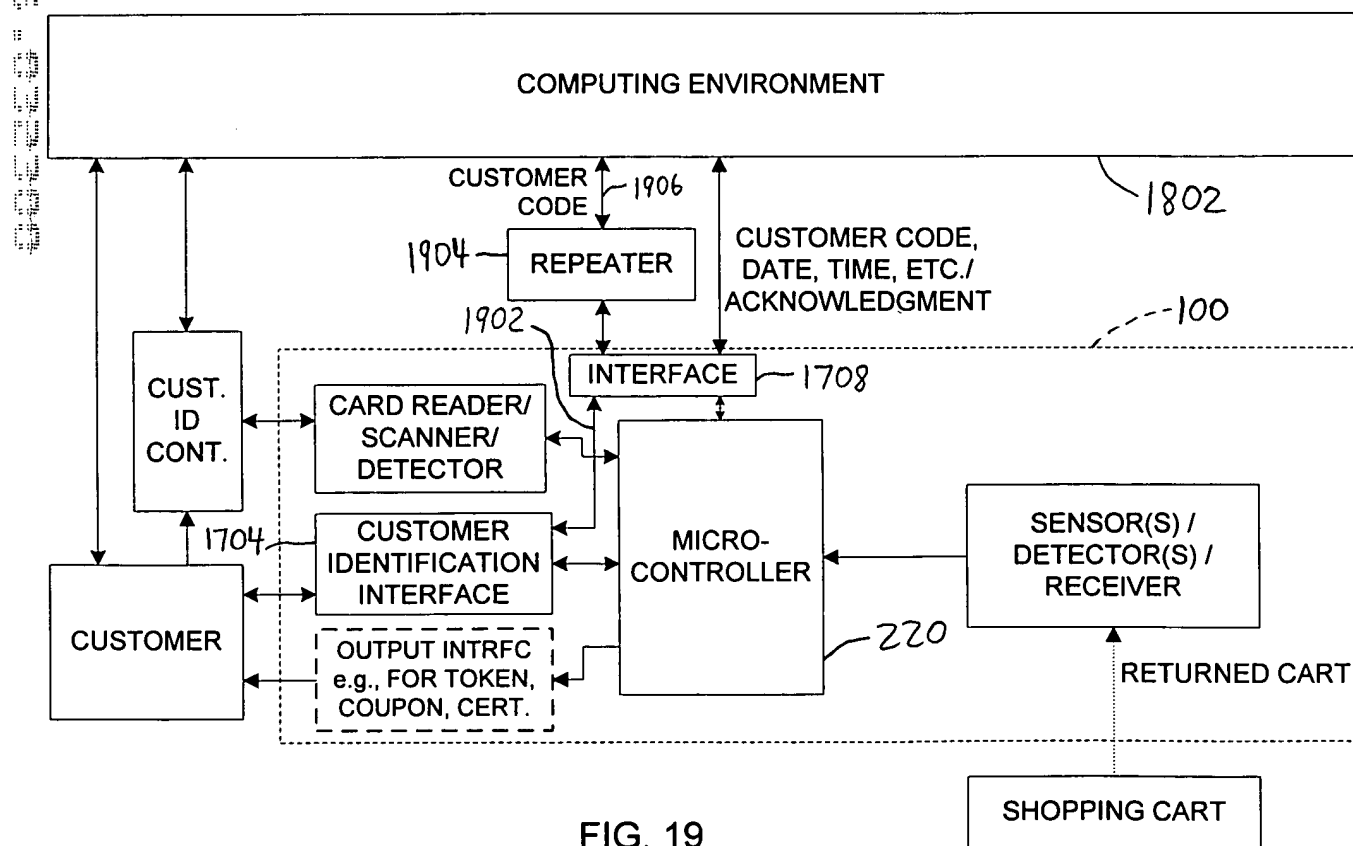 COMPUTING ENVIRONMENT
1802
CUSTOMER
CODE
1906
1904
REPEATER
CUSTOMER CODE,
DATE, TIME, ETC./
ACKNOWLEDGMENT
1902
100
INTERFACE
1708
CUST.
ID
CONT.
CARD READER/
SCANNER/
DETECTOR
1704
CUSTOMER
IDENTIFICATION
INTERFACE
MICRO-
CONTROLLER
220
SENSOR(S) /
DETECTOR(S) /
RECEIVER
CUSTOMER
OUTPUT INTRFC
e.g., FOR TOKEN,
COUPON, CERT.
RETURNED CART
SHOPPING CART
FIG. 19